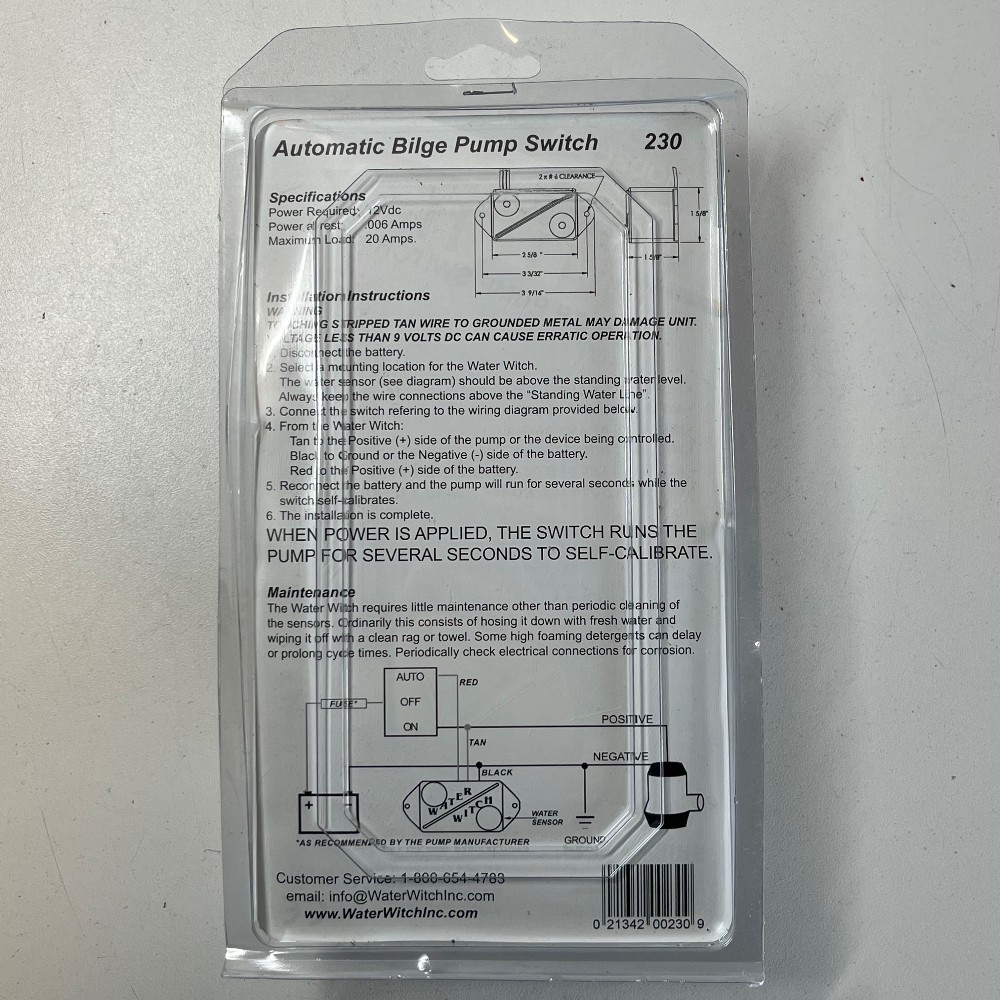 Automatic Bilge Pump Switch 230
2 x # 6 CLEARANCE
Specifications
Power Required: 12Vdc
Power at rest: .006 Amps
Maximum Load: 20 Amps.
1 5/8"
2 5/8 "
1 5/8"
3 3/32"
3 9/16"
Installation Instructions
WARNING
TOUCHING STRIPPED TAN WIRE TO GROUNDED METAL MAY DAMAGE UNIT.
VOLTAGE LESS THAN 9 VOLTS DC CAN CAUSE ERRATIC OPERATION.
Disconnect the battery.
2. Select a mounting location for the Water Witch.
The water sensor (see diagram) should be above the standing water level.
Always keep the wire connections above the "Standing Water Line".
3. Connect the switch refering to the wiring diagram provided below.
4. From the Water Witch:
Tan to the Positive (+) side of the pump or the device being controlled.
Black to Ground or the Negative (-) side of the battery.
Red to the Positive (+) side of the battery.
5. Reconnect the battery and the pump will run for several seconds while the
switch self-calibrates.
6. The installation is complete.
WHEN POWER IS APPLIED, THE SWITCH RUNS THE
PUMP FOR SEVERAL SECONDS TO SELF-CALIBRATE.
Maintenance
The Water Witch requires little maintenance other than periodic cleaning of
the sensors. Ordinarily this consists of hosing it down with fresh water and
wiping it off with a clean rag or towel. Some high foaming detergents can delay
or prolong cycle times. Periodically check electrical connections for corrosion.
AUTO
RED
FUSE*
OFF
ON
POSITIVE
TAN
NEGATIVE
BLACK
+ -
WATER
WITCH
WATER
SENSOR
GROUND
*AS RECOMMENDED BY THE PUMP MANUFACTURER
Customer Service: 1-800-654-4783
email: info@WaterWitchInc.com
www.WaterWitchInc.com
0 21342 00230 9